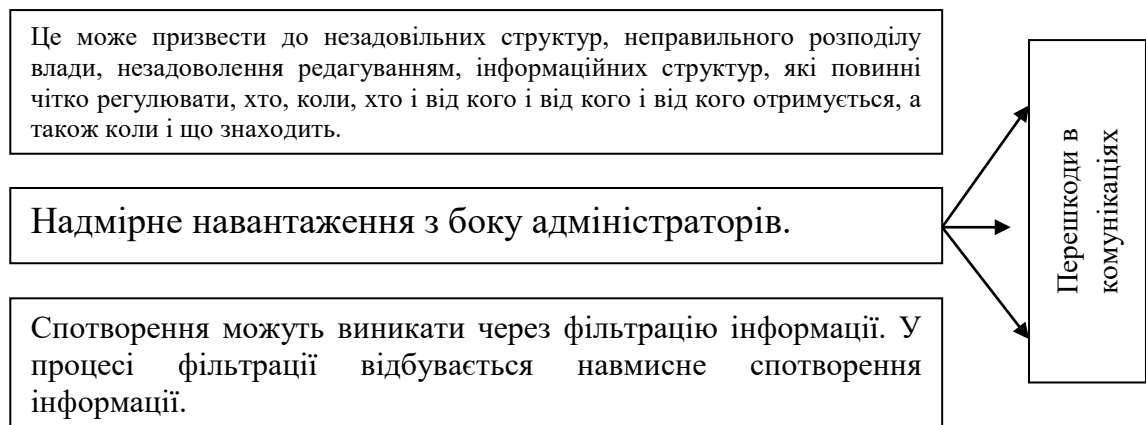 Це може призвести до незадовільних структур, неправильного розподілу
влади, незадоволення редагуванням, інформаційних структур, які повинні
чітко регулювати, хто, коли, хто і від кого і від кого і від кого отримується, а
також коли і що знаходить.
Надмірне навантаження з боку адміністраторів.
Спотворення можуть виникати через фільтрацію інформації. У
процесі фільтрації відбувається навмисне спотворення
інформації.
Перешкоди в
комунікаціях